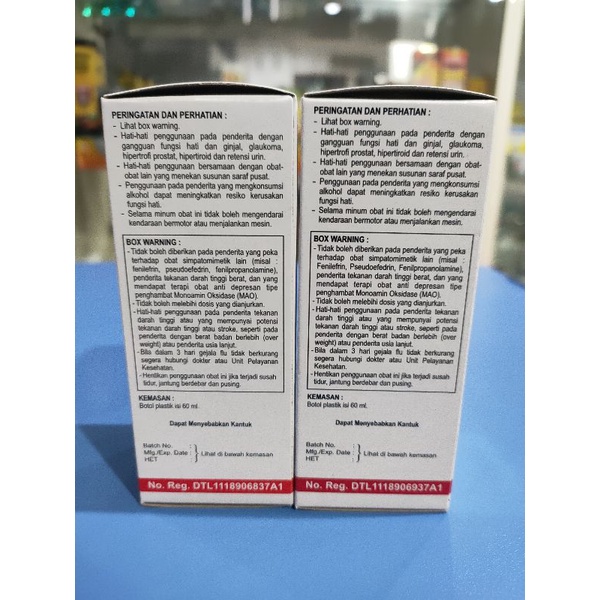 PERINGATAN DAN PERHATIAN :
- Lihat box warning.
- Hati-hati penggunaan pada penderita dengan
gangguan fungsi hati dan ginjal, glaukoma,
hipertrofi prostat, hipertiroid dan retensi urin.
- Hati-hati penggunaan bersamaan dengan obat-
obat lain yang menekan susunan saraf pusat.
- Penggunaan pada penderita yang mengkonsumsi
alkohol dapat meningkatkan resiko kerusakan
fungsi hati.
- Selama minum obat ini tidak boleh mengendarai
kendaraan bermotor atau menjalankan mesin.
BOX WARNING :
- Tidak boleh diberikan pada penderita yang peka
terhadap obat simpatomimetik lain (misal :
fenilefrin, pseudoefedrin, fenilpropanolamine),
penderita tekanan darah tinggi berat, dan yang
mendapat terapi obat anti depresan tipe
penghambat Monoamin Oksidase (MAO).
- Tidak boleh melebihi dosis yang dianjurkan.
- Hati-hati penggunaan pada penderita tekanan
darah tinggi atau yang mempunyai potensi
tekanan darah tinggi atau stroke, seperti pada
penderita dengan berat badan berlebih (over
weight) atau penderita usia lanjut.
- Bila dalam 3 hari gejala flu tidak berkurang
segera hubungi dokter atau Unit Pelayanan
Kesehatan.
- Hentikan penggunaan obat ini jika terjadi susah
tidur, jantung berdebar dan pusing.
KEMASAN :
Botol plastik isi 60 ml.
Dapat Menyebabkan Kantuk
Batch No. :
Mfg./Exp. Date : Lihat di bawah kemasan
HET :
No. Reg. DTL1118906837A1
PERINGATAN DAN PERHATIAN :
- Lihat box warning.
- Hati-hati penggunaan pada penderita dengan
gangguan fungsi hati dan ginjal, glaukoma,
hipertrofi prostat, hipertiroid dan retensi urin.
- Hati-hati penggunaan bersamaan dengan obat-
obat lain yang menekan susunan saraf pusat.
- Penggunaan pada penderita yang mengkonsumsi
alkohol dapat meningkatkan resiko kerusakan
fungsi hati.
- Selama minum obat ini tidak boleh mengendarai
kendaraan bermotor atau menjalankan mesin.
BOX WARNING :
- Tidak boleh diberikan pada penderita yang peka
terhadap obat simpatomimetik lain (misal :
Fenilefrin, Pseudoefedrin, Fenilpropanolamine),
penderita tekanan darah tinggi berat, dan yang
mendapat terapi obat anti depresan tipe
penghambat Monoamin Oksidase (MAO).
- Tidak boleh melebihi dosis yang dianjurkan.
- Hati-hati penggunaan pada penderita tekanan
darah tinggi atau yang mempunyai potensi
tekanan darah tinggi atau stroke, seperti pada
penderita dengan berat badan berlebih (over
weight) atau penderita usia lanjut.
- Bila dalam 3 hari gejala flu tidak berkurang
segera hubungi dokter atau Unit Pelayanan
Kesehatan.
- Hentikan penggunaan obat ini jika terjadi susah
tidur, jantung berdebar dan pusing.
KEMASAN :
Botol plastik isi 60 ml.
Dapat Menyebabkan Kantuk
Batch No. :
Mfg./Exp. Date : Lihat di bawah kemasan
HET :
No. Reg. DTL1118906937A1